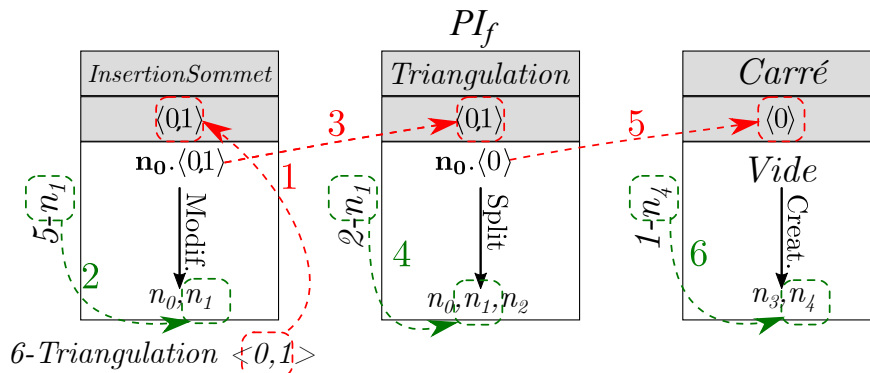 PI_f
InsertionSommet
⟨0,1⟩
n₀.⟨0,1⟩
Modif.
n₀,n₁
5-n₁
2
1
6-Triangulation <0,1>
3
Triangulation
⟨0,1⟩
n₀.⟨0⟩
Split
n₀,n₁,n₂
2-n₁
4
5
Carré
⟨0⟩
Vide
Creat.
n₃,n₄
1-n₄
6